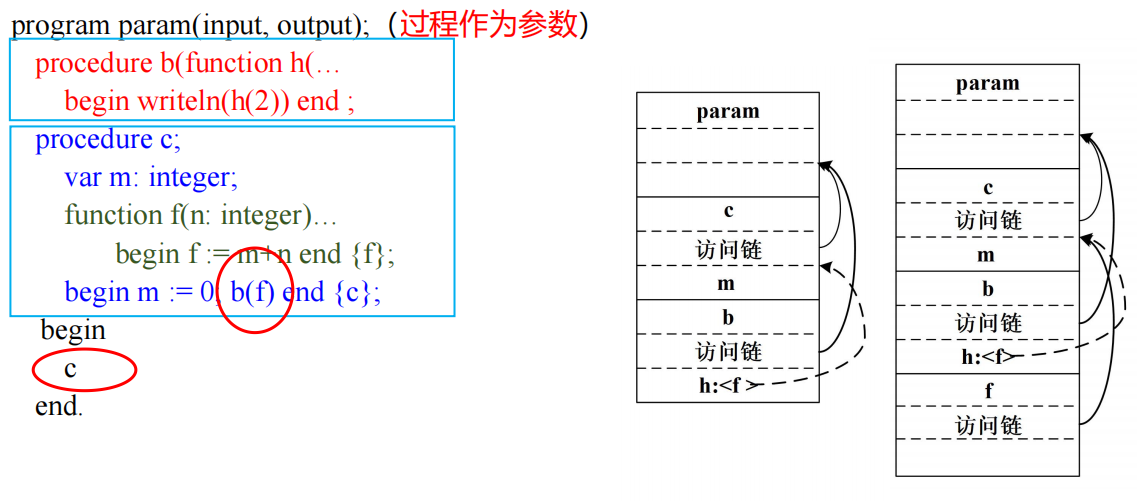 program param(input, output);（过程作为参数）
procedure b(function h(…
begin writeln(h(2)) end ;
procedure c;
var m: integer;
function f(n: integer)…
begin f := m+n end {f};
begin m := 0, b(f) end {c};
begin
c
end.
param
c
访问链
m
b
访问链
h:<f>
param
c
访问链
m
b
访问链
h:<f>
f
访问链